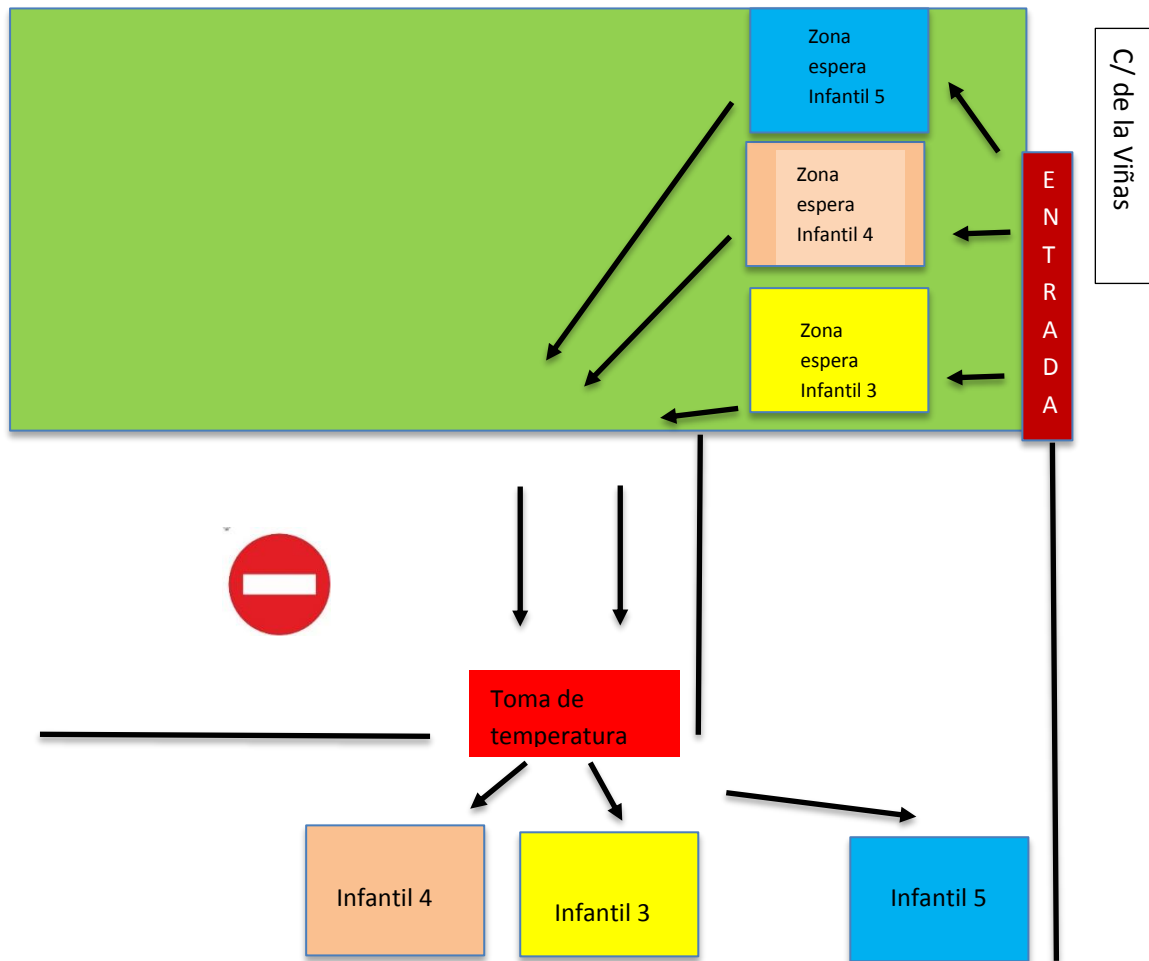 Zona
espera
Infantil 5
C/ de la Viñas
Zona
espera
Infantil 4
ENTRADA
Zona
espera
Infantil 3
Toma de
temperatura
Infantil 4
Infantil 3
Infantil 5